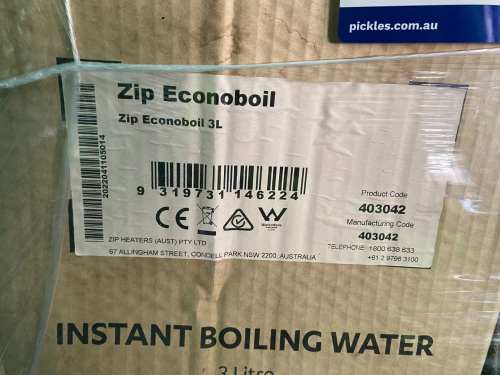 pickles.com.au
Zip Econoboil
Zip Econoboil 3L
2022041105014
9 319731 146224
Product Code
403042
Manufacturing Code
403042
ZIP HEATERS (AUST) PTY LTD
TELEPHONE: 1800 638 633
67 ALLINGHAM STREET, CONDELL PARK NSW 2200, AUSTRALIA
+61 2 9796 3100
INSTANT BOILING WATER
3 Litre